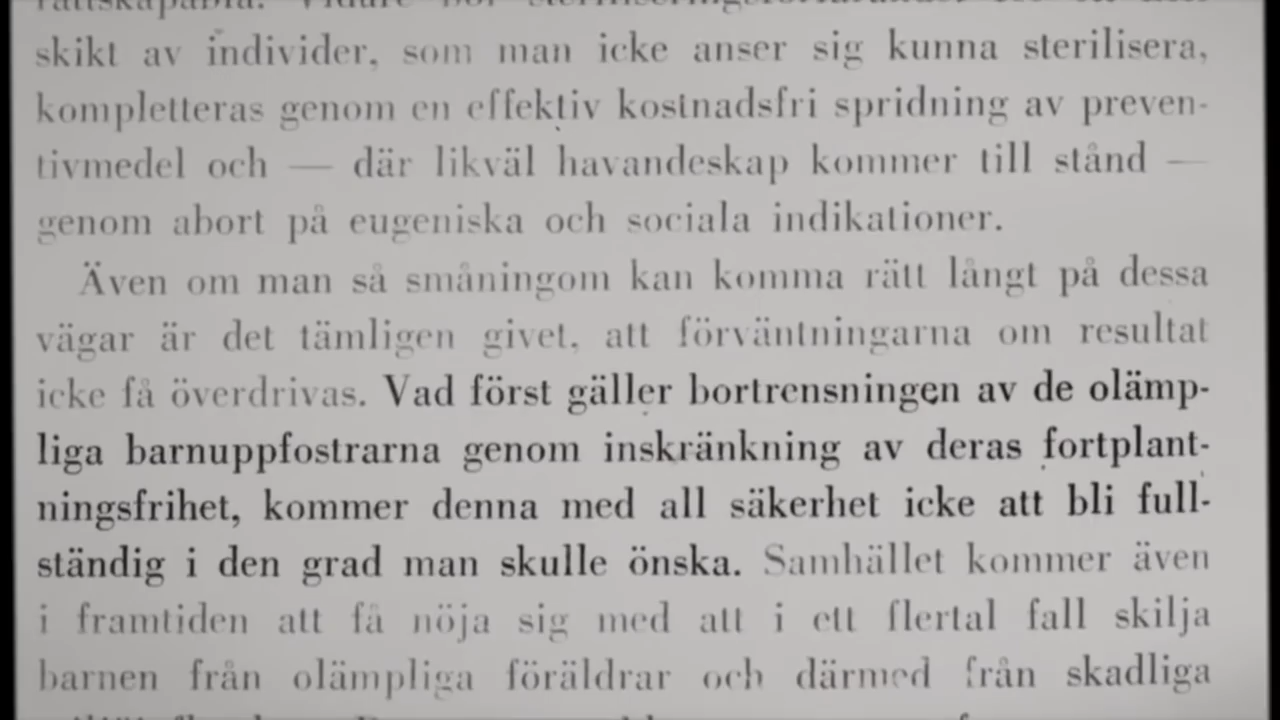 skikt av individer, som man icke anser sig kunna sterilisera,
kompletteras genom en effektiv kostnadsfri spridning av preven-
tivmedel och — där likväl havandeskap kommer till stånd —
genom abort på eugeniska och sociala indikationer.
Även om man så småningom kan komma rätt långt på dessa
vägar är det tämligen givet, att förväntningarna om resultat
icke få överdrivas. Vad först gäller bortrensningen av de olämp-
liga barnuppfostrarna genom inskränkning av deras fortplant-
ningsfrihet, kommer denna med all säkerhet icke att bli full-
ständig i den grad man skulle önska. Samhället kommer även
i framtiden att få nöja sig med att i ett flertal fall skilja
barnen från olämpliga föräldrar och därmed från skadliga